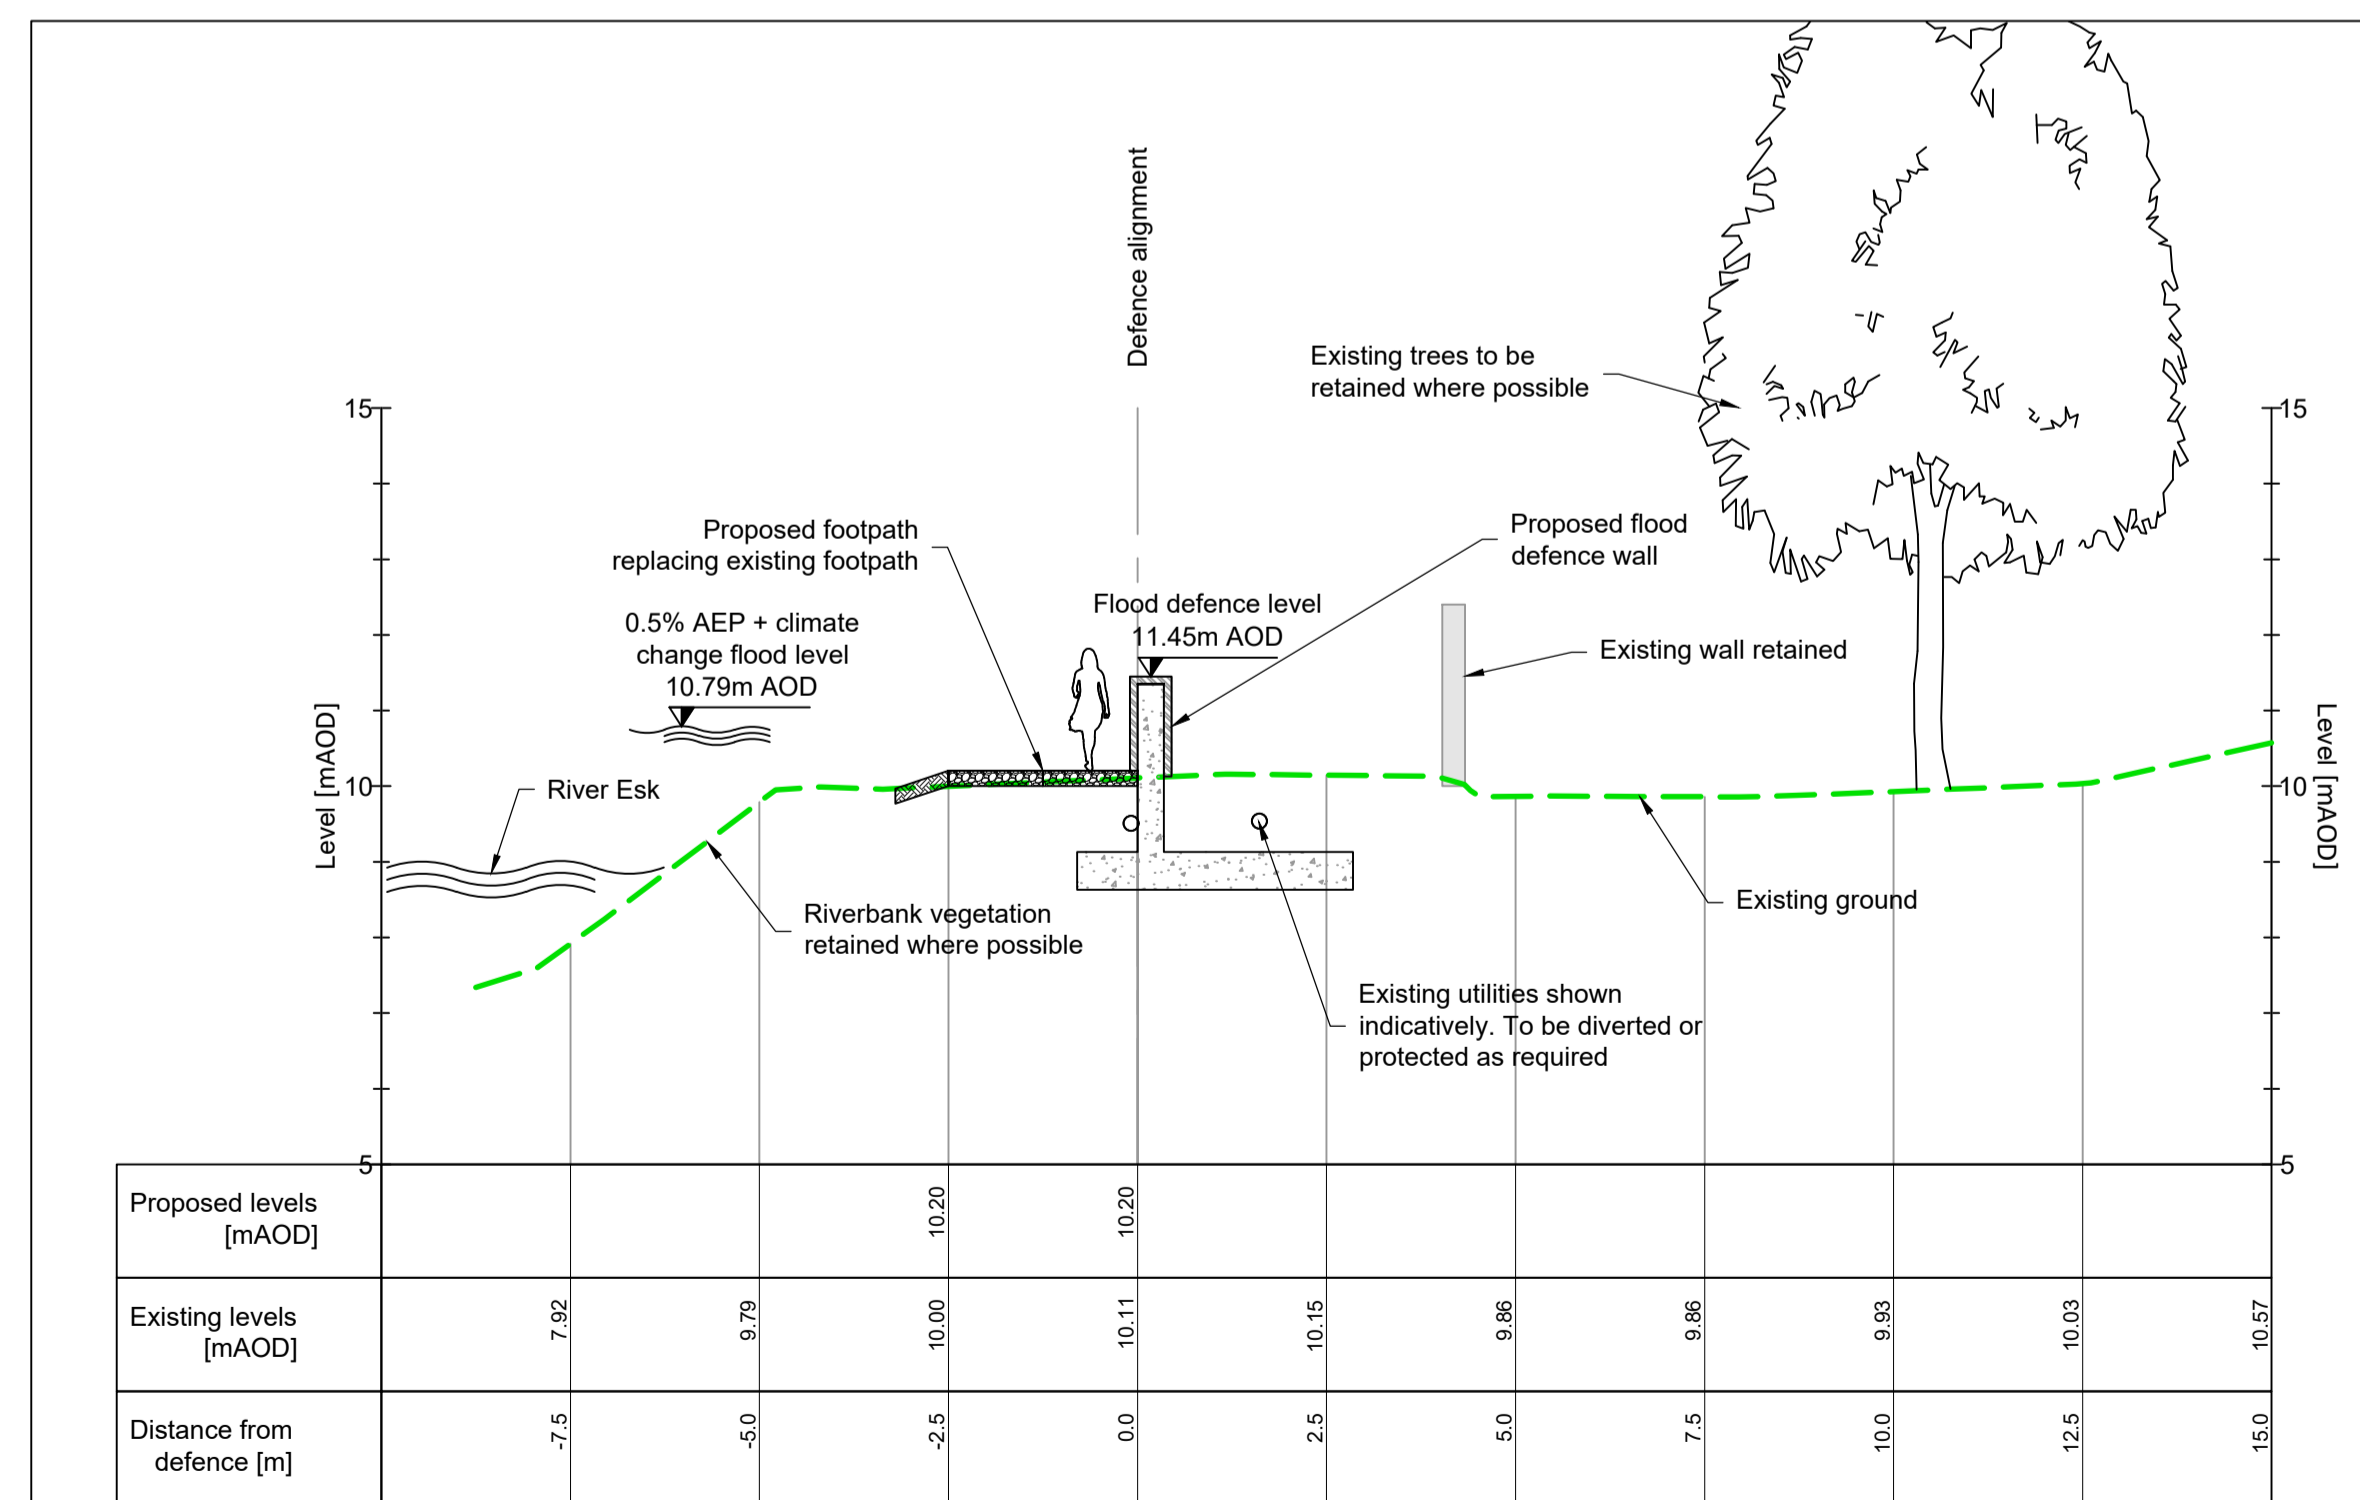 Defence alignment
Existing trees to be
retained where possible
15
15
Proposed footpath
replacing existing footpath
Proposed flood
defence wall
Flood defence level
11.45m AOD
0.5% AEP + climate
change flood level
10.79m AOD
Existing wall retained
Level [mAOD]
Level [mAOD]
10
10
River Esk
Riverbank vegetation
retained where possible
Existing ground
Existing utilities shown
indicatively. To be diverted or
protected as required
5
5
Proposed levels
[mAOD]
10.20
10.20
Existing levels
[mAOD]
7.92
9.79
10.00
10.11
10.15
9.86
9.86
9.93
10.03
10.57
Distance from
defence [m]
-7.5
-5.0
-2.5
0.0
2.5
5.0
7.5
10.0
12.5
15.0